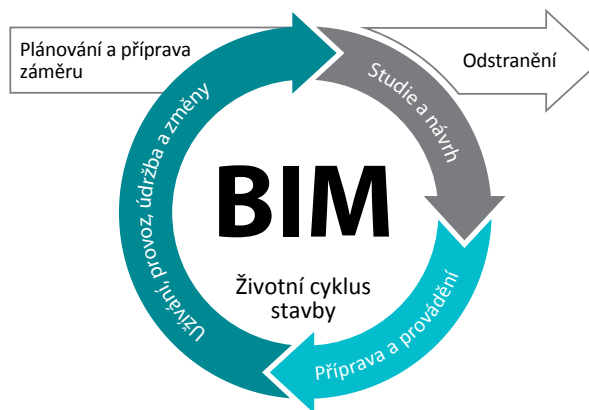 Plánování a příprava
záměru
Odstranění
Studie a návrh
Užívání, provoz, údržba a změny
BIM
Životní cyklus
stavby
Příprava a provádění